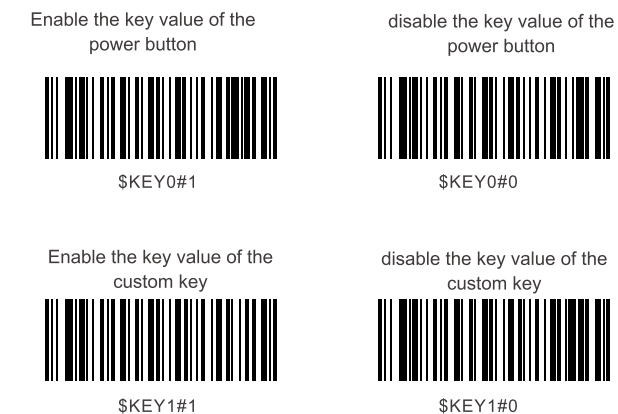 Enable the key value of the
power button
disable the key value of the
power button
$KEY0#1
$KEY0#0
Enable the key value of the
custom key
disable the key value of the
custom key
$KEY1#1
$KEY1#0